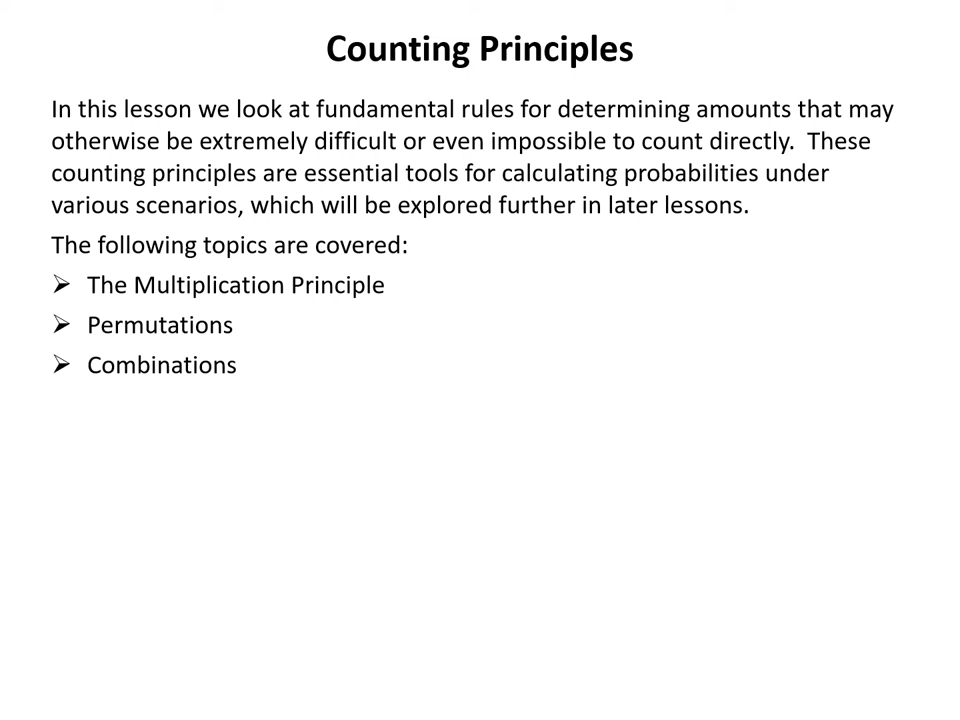 Counting Principles
In this lesson we look at fundamental rules for determining amounts that may
otherwise be extremely difficult or even impossible to count directly.  These
counting principles are essential tools for calculating probabilities under
various scenarios, which will be explored further in later lessons.
The following topics are covered:
➢ The Multiplication Principle
➢ Permutations
➢ Combinations